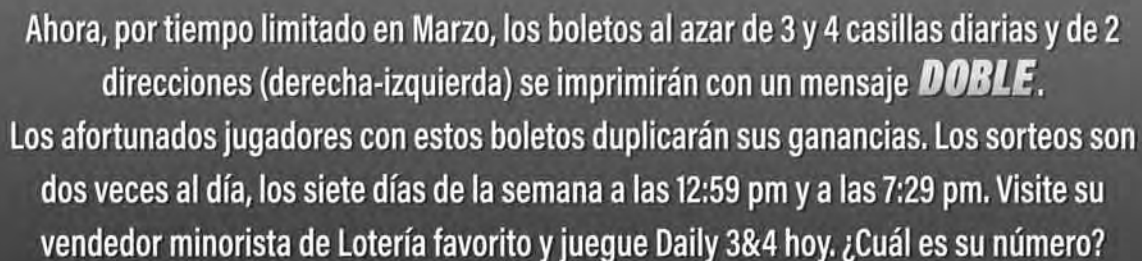 Ahora, por tiempo limitado en Marzo, los boletos al azar de 3 y 4 casillas diarias y de 2
direcciones (derecha-izquierda) se imprimirán con un mensaje DOBLE.
Los afortunados jugadores con estos boletos duplicarán sus ganancias. Los sorteos son
dos veces al día, los siete días de la semana a las 12:59 pm y a las 7:29 pm. Visite su
vendedor minorista de Lotería favorito y juegue Daily 3&4 hoy. ¿Cuál es su número?